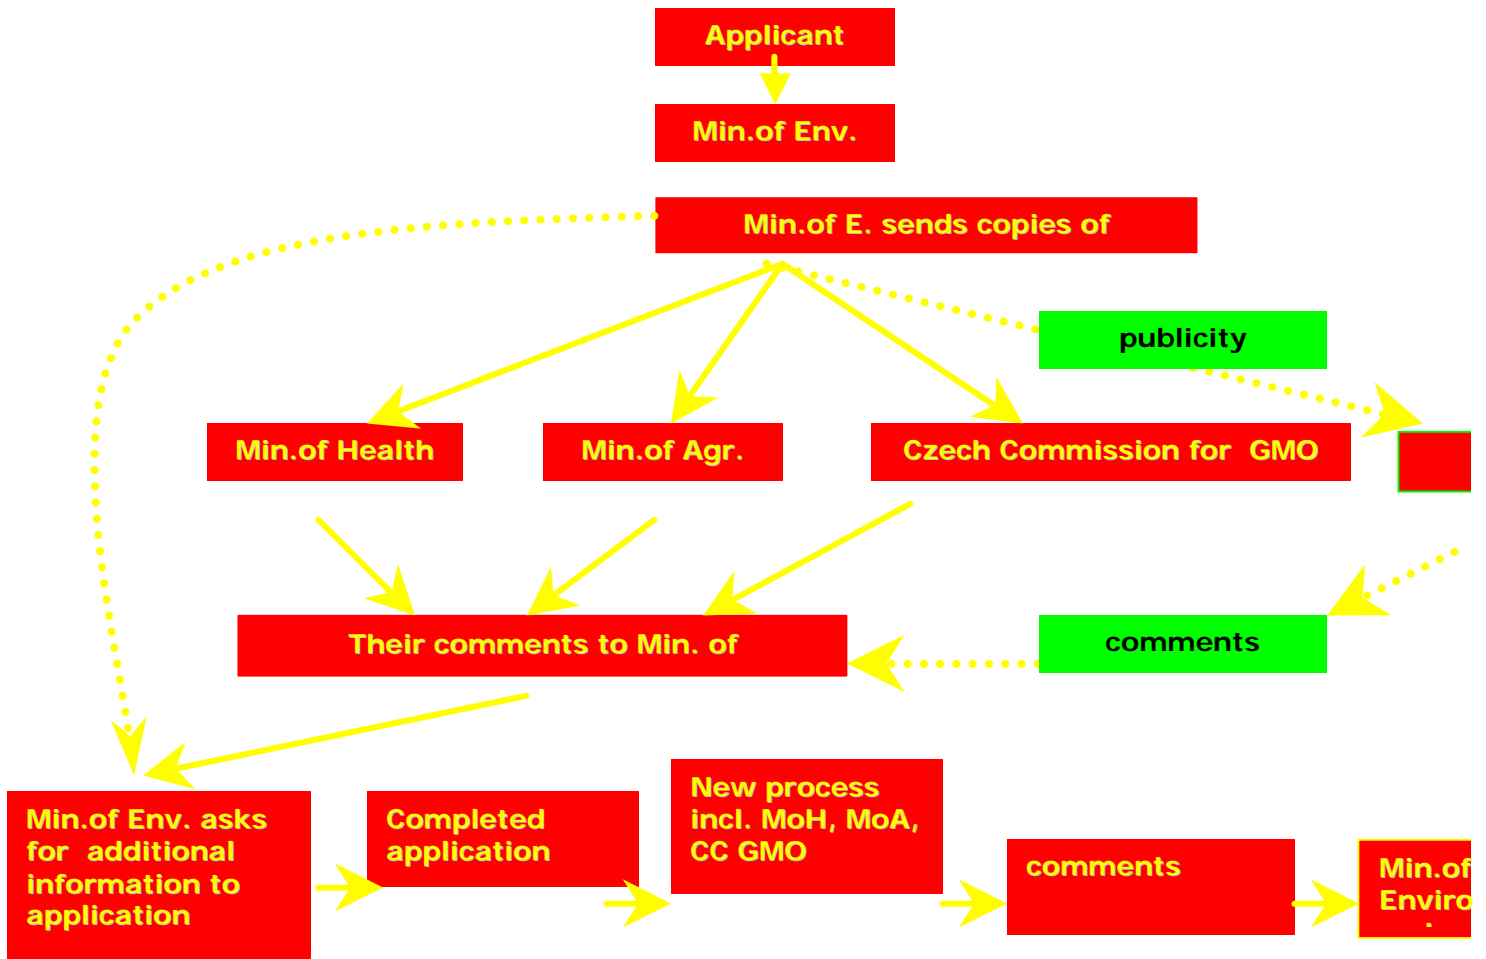 Applicant
Min.of Env.
Min.of E. sends copies of
publicity
Min.of Health
Min.of Agr.
Czech Commission for  GMO
Their comments to Min. of
comments
Min.of Env. asks
for  additional
information to
application
Completed
application
New process
incl. MoH, MoA,
CC GMO
comments
Min.of
Enviro